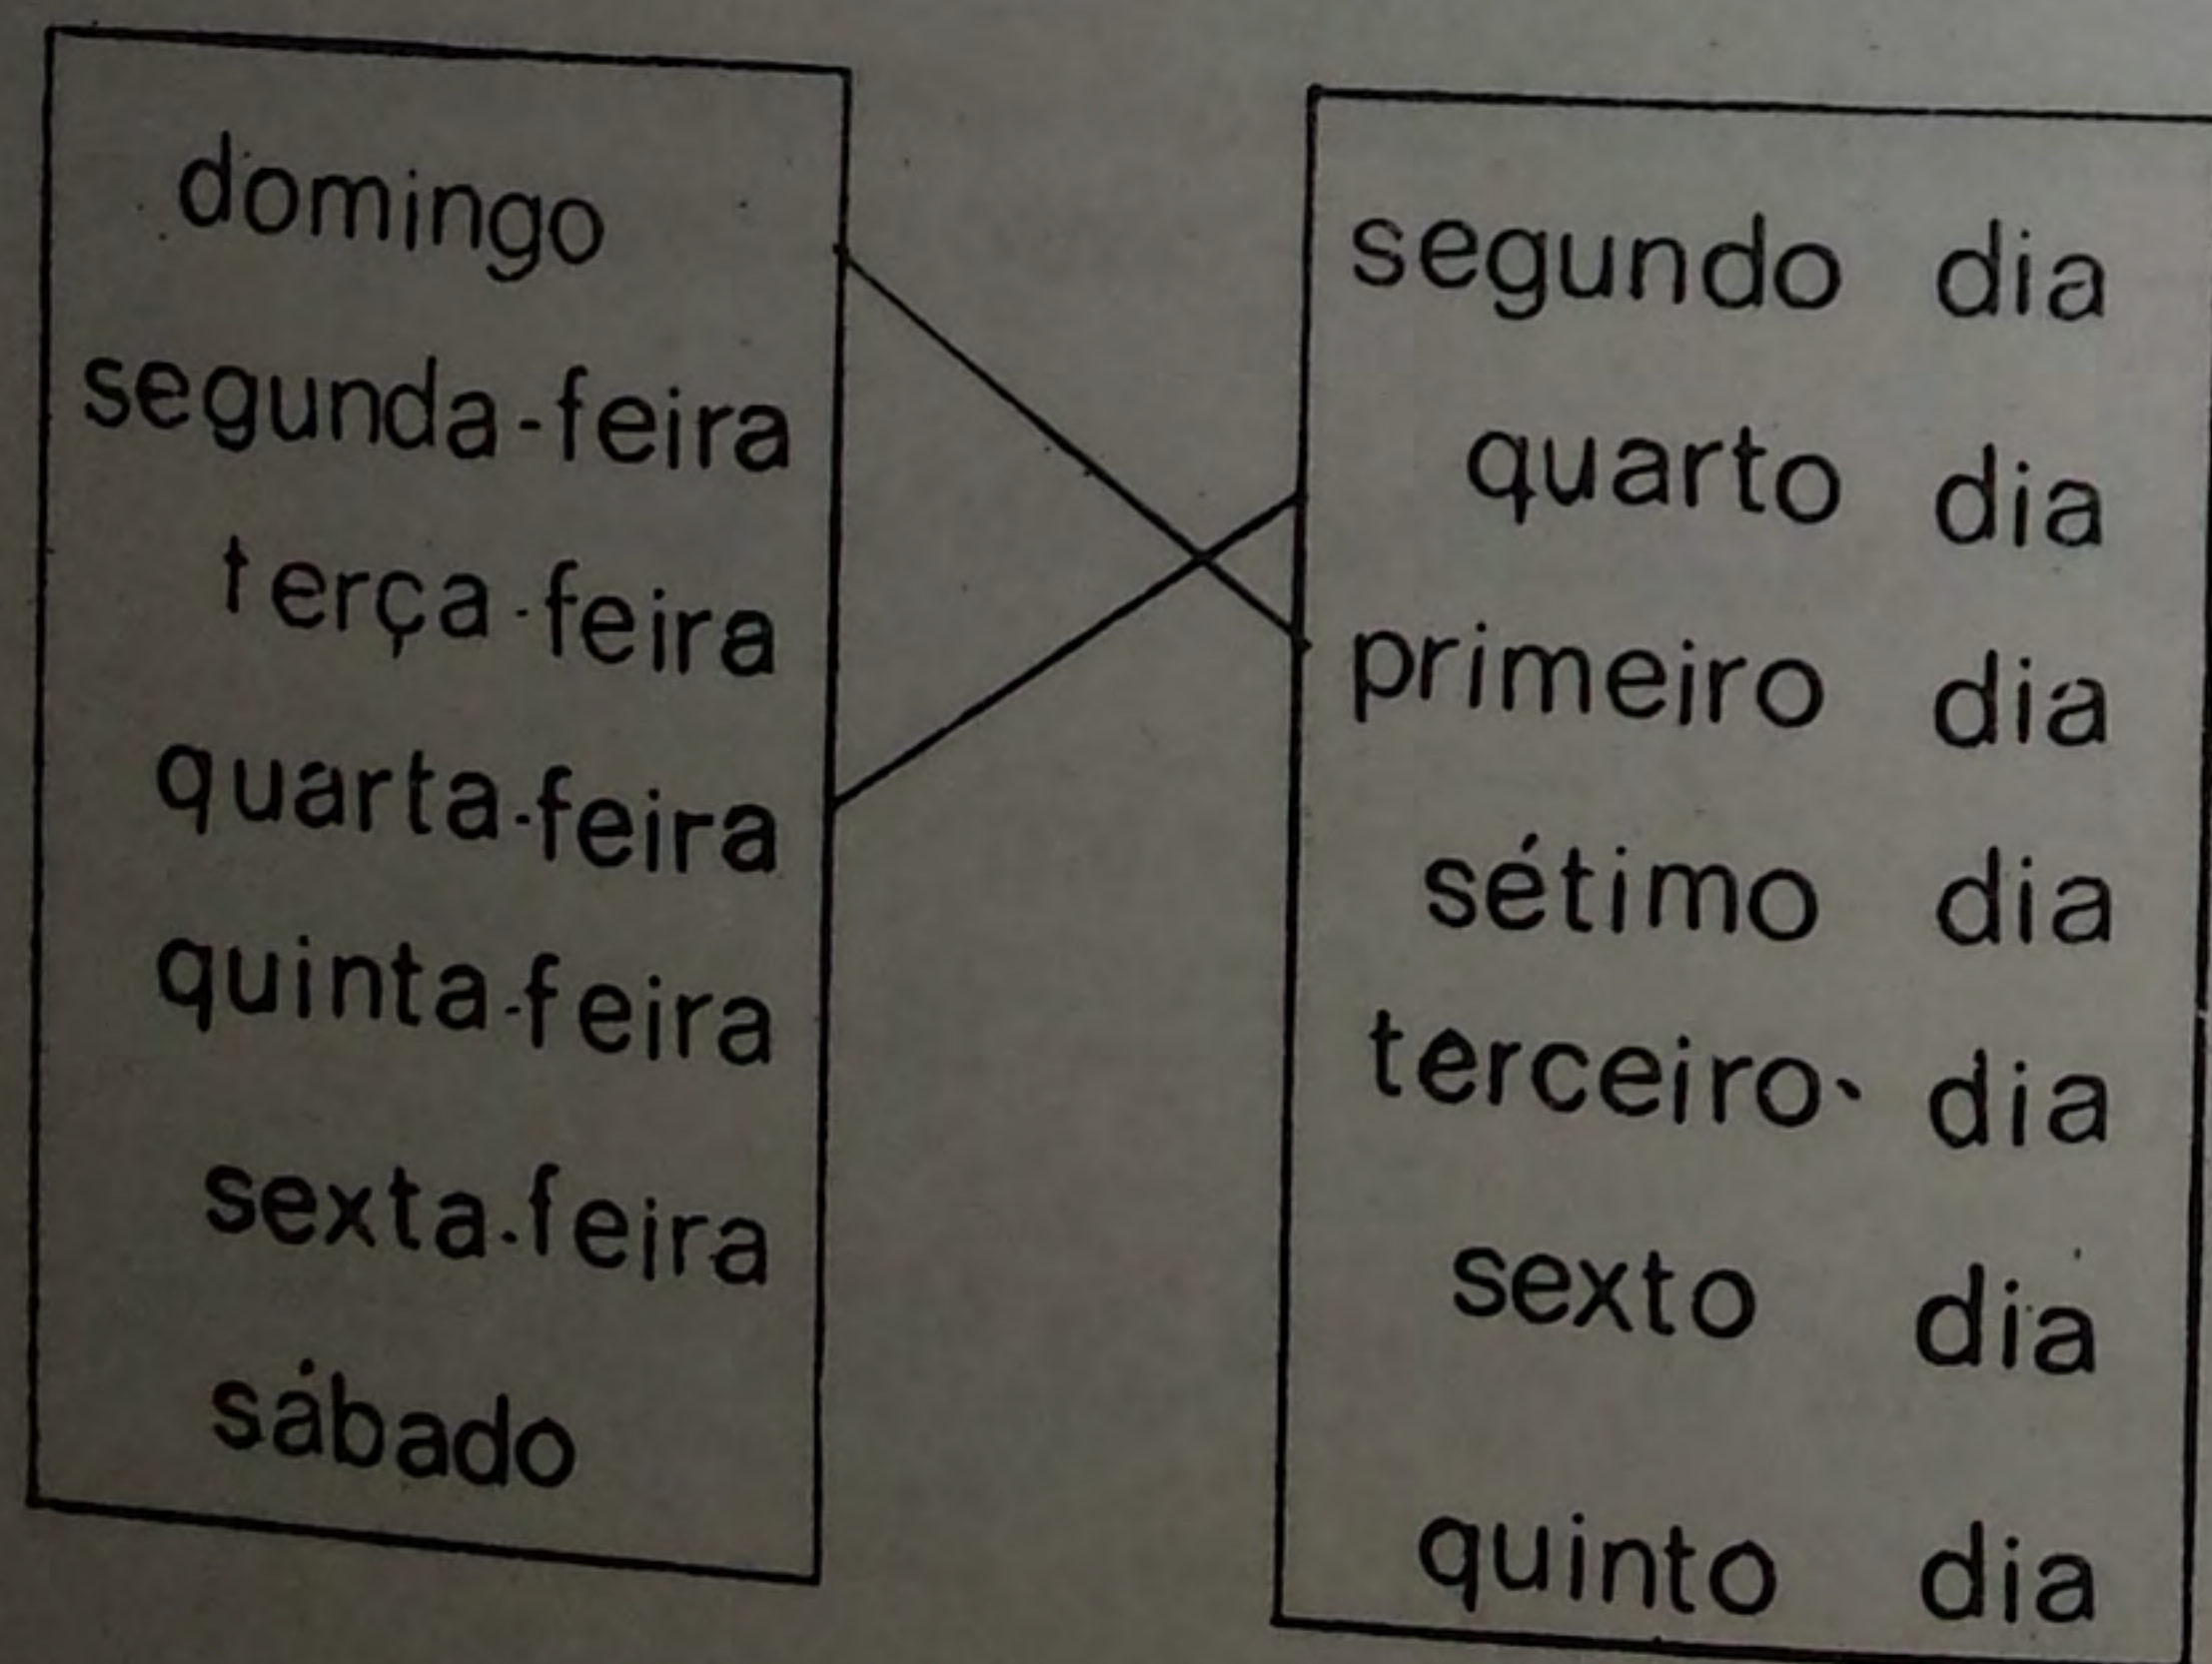 domingo
segunda-feira
terça-feira
quarta-feira
quinta-feira
sexta-feira
sábado
segundo dia
quarto dia
primeiro dia
sétimo dia
terceiro dia
sexto dia
quinto dia